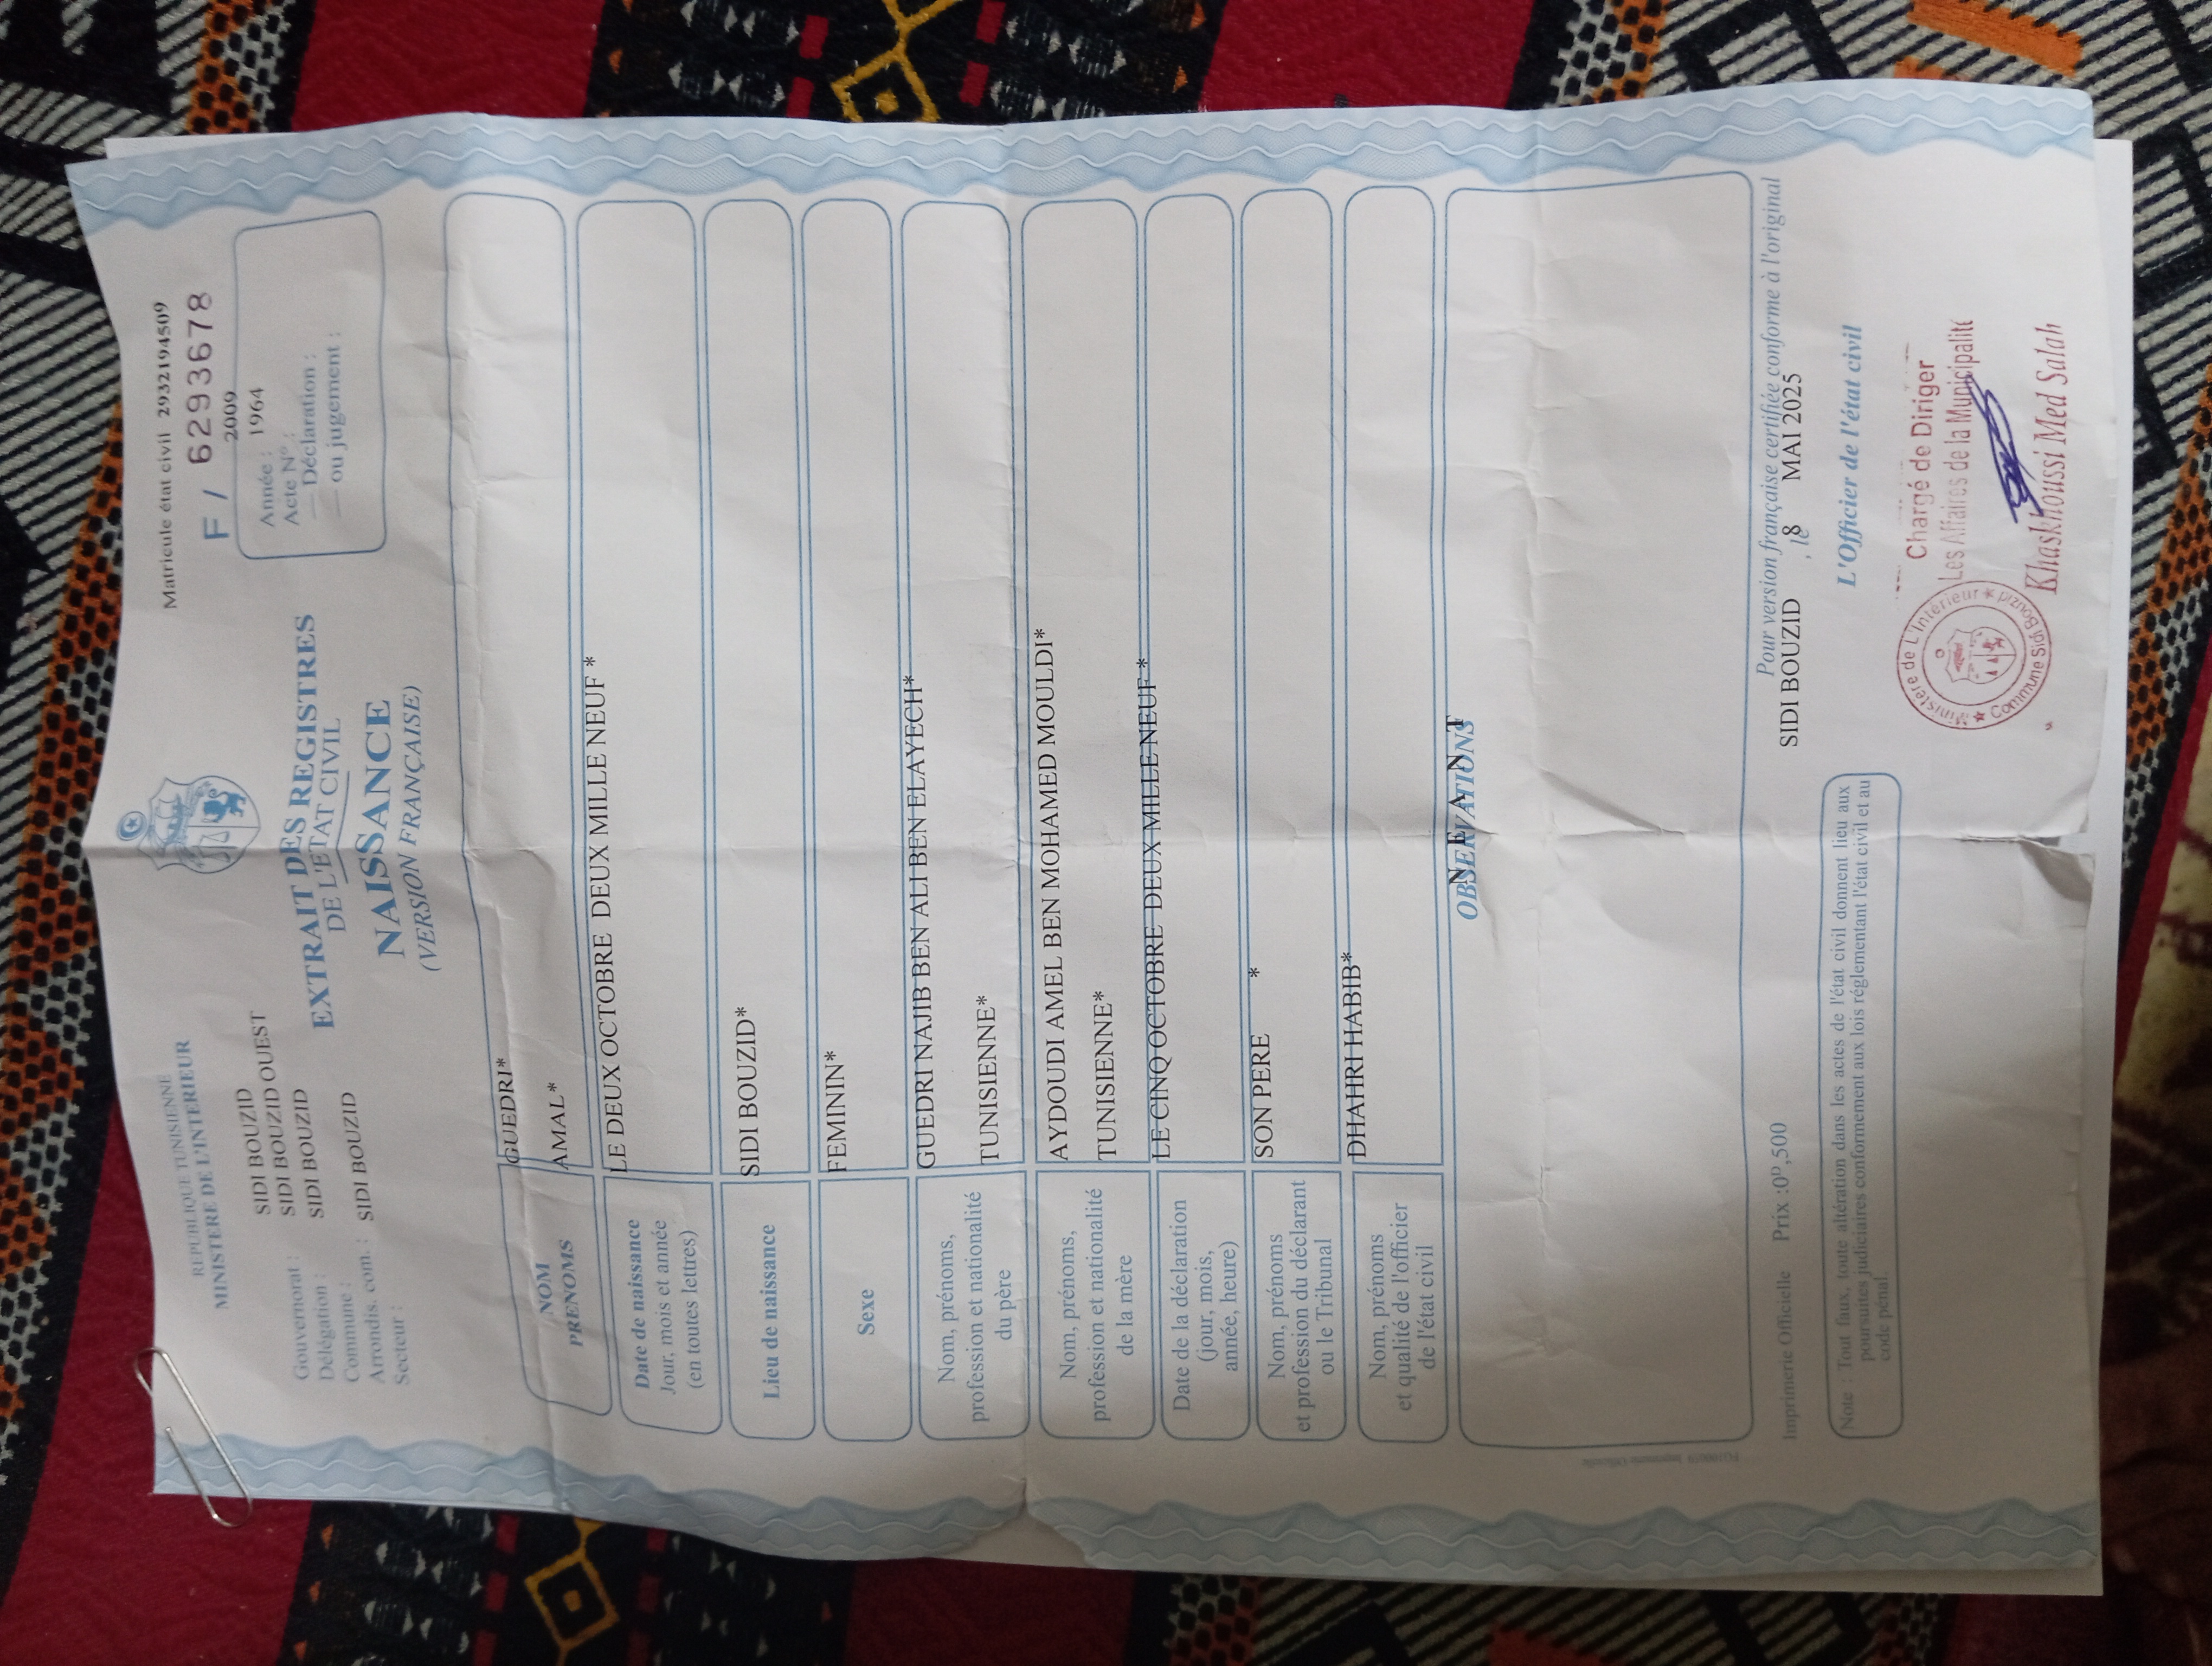 REPUBLIQUE TUNISIENNE
MINISTERE DE L'INTERIEUR
Matricule état civil 2932194509
F / 6293678
Gouvernorat : SIDI BOUZID
Délégation : SIDI BOUZID OUEST
Commune : SIDI BOUZID
Arrondis. com. : SIDI BOUZID
Secteur :
EXTRAIT DES REGISTRES
DE L'ETAT CIVIL
NAISSANCE
(VERSION FRANÇAISE)
Année : 2009
Acte N° : 1964
Déclaration :
ou jugement :
NOM GUEDRI*
PRENOMS AMAL*
Date de naissance
Jour, mois et année
(en toutes lettres)
LE DEUX OCTOBRE DEUX MILLE NEUF *
Lieu de naissance SIDI BOUZID*
Sexe FEMININ*
Nom, prénoms,
profession et nationalité
du père
GUEDRI NAJIB BEN ALI BEN ELAYECH*
TUNISIENNE*
Nom, prénoms,
profession et nationalité
de la mère
AYDOUDI AMEL BEN MOHAMED MOULDI*
TUNISIENNE*
Date de la déclaration
(jour, mois,
année, heure)
LE CINQ OCTOBRE DEUX MILLE NEUF *
Nom, prénoms
et profession du déclarant
ou le Tribunal
SON PERE *
Nom, prénoms
et qualité de l'officier
de l'état civil
DHAHRI HABIB*
OBSERVATIONS
N E A N T
Imprimerie Officielle Prix :0ᴰ,500
Pour version française certifiée conforme à l'original
SIDI BOUZID , le 18 MAI 2025
L'Officier de l'état civil
Note : Tout faux, toute altération dans les actes de l'état civil donnent lieu aux
poursuites judiciaires conformement aux lois réglementant l'état civil et au
code pénal.
Chargé de Diriger
Les Affaires de la Municipalité
Khaskhoussi Med Salah
Ministère de L'Intérieur
Commune Sidi Bouzid